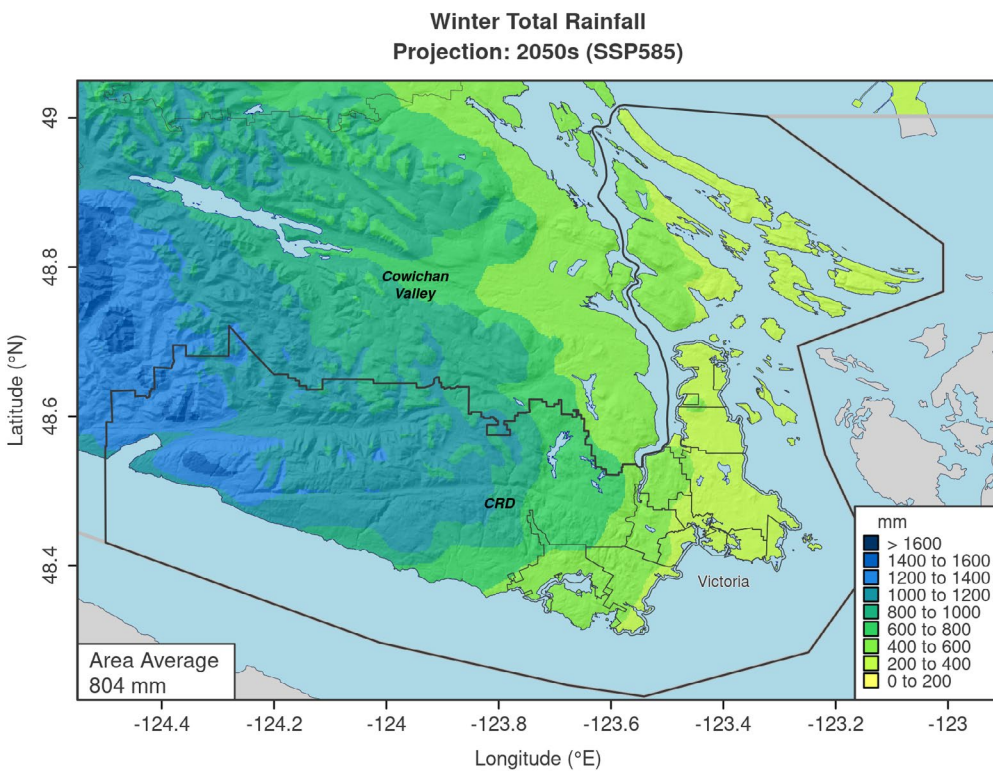 Winter Total Rainfall
Projection: 2050s (SSP585)
49
48.8
48.6
48.4
Latitude (°N)
Cowichan
Valley
CRD
Victoria
mm
> 1600
1400 to 1600
1200 to 1400
1000 to 1200
800 to 1000
600 to 800
400 to 600
200 to 400
0 to 200
Area Average
804 mm
-124.4 -124.2 -124 -123.8 -123.6 -123.4 -123.2 -123
Longitude (°E)